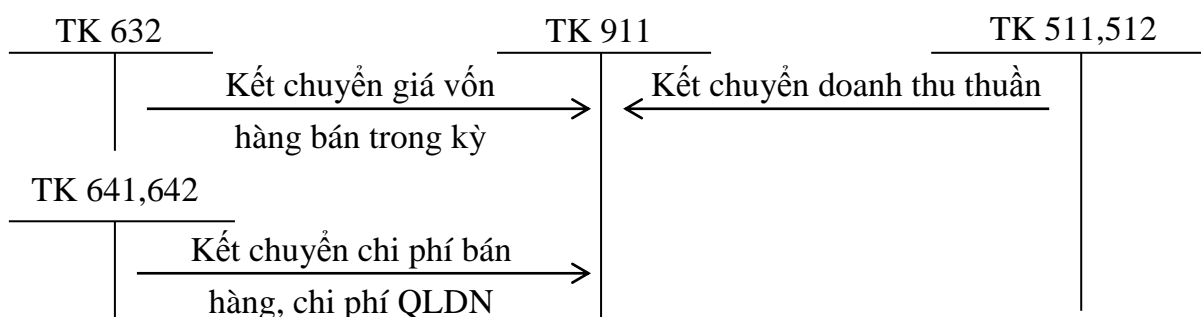 TK 632
TK 911
TK 511,512
Kết chuyển giá vốn
hàng bán trong kỳ
Kết chuyển doanh thu thuần
TK 641,642
Kết chuyển chi phí bán
hàng, chi phí QLDN